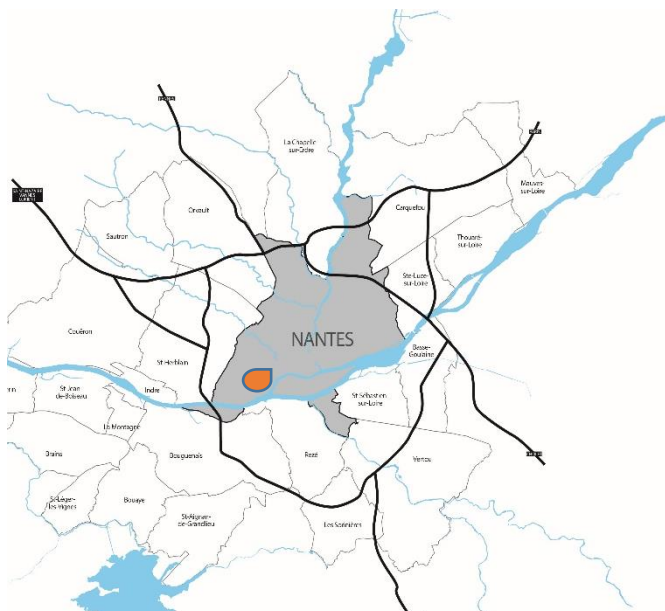 La Chapelle
sur-Erdre
Orvault
Carquefou
Mauves-
sur-Loire
Sautron
Thouaré-
sur-Loire
Ste-Luce-
sur-Loire
Couëron
NANTES
St-Herblain
Basse-
Goulaine
St Jean
de-Boiseau
Indre
St Sébastien
sur-Loire
La Montagne
Brains
Bouguenais
Rezé
Vertou
St-Léger-
les-Vignes
Bouaye
St-Aignan-
de-Grandlieu
Les Sorinières